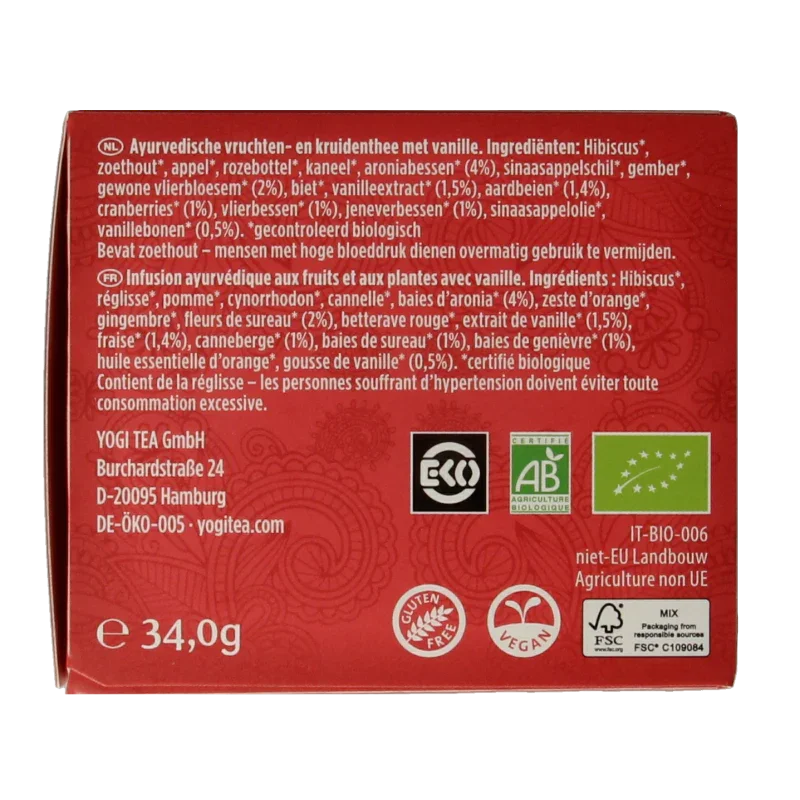 NL Ayurvedische vruchten- en kruidenthee met vanille. Ingrediënten: Hibiscus*,
zoethout*, appel*, rozebottel*, kaneel*, aroniabessen* (4%), sinaasappelschil*, gember*,
gewone vlierbloesem* (2%), biet*, vanilleextract* (1,5%), aardbeien* (1,4%),
cranberries* (1%), vlierbessen* (1%), jeneverbessen* (1%), sinaasappelolie*,
vanillebonen* (0,5%). *gecontroleerd biologisch
Bevat zoethout – mensen met hoge bloeddruk dienen overmatig gebruik te vermijden.
FR Infusion ayurvédique aux fruits et aux plantes avec vanille. Ingrédients : Hibiscus*,
réglisse*, pomme*, cynorrhodon*, cannelle*, baies d'aronia* (4%), zeste d'orange*,
gingembre*, fleurs de sureau* (2%), betterave rouge*, extrait de vanille* (1,5%),
fraise* (1,4%), canneberge* (1%), baies de sureau* (1%), baies de genièvre* (1%),
huile essentielle d'orange*, gousse de vanille* (0,5%). *certifié biologique
Contient de la réglisse – les personnes souffrant d'hypertension doivent éviter toute
consommation excessive.
YOGI TEA GmbH
Burchardstraße 24
D-20095 Hamburg
DE-ÖKO-005 · yogitea.com
EKO
CERTIFIÉ
AB
AGRICULTURE
BIOLOGIQUE
IT-BIO-006
niet-EU Landbouw
Agriculture non UE
℮ 34,0g
GLUTEN
FREE
VEGAN
FSC
www.fsc.org
MIX
Packaging from
responsible sources
FSC® C109084